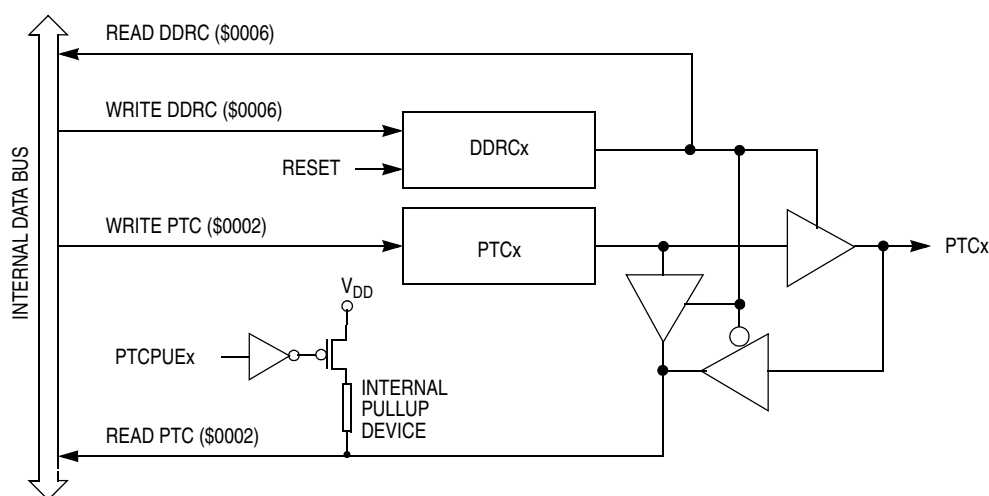 READ DDRC ($0006)
WRITE DDRC ($0006)
DDRCx
RESET
INTERNAL DATA BUS
WRITE PTC ($0002)
PTCx
PTCx
VDD
PTCPUEx
INTERNAL
PULLUP
DEVICE
READ PTC ($0002)